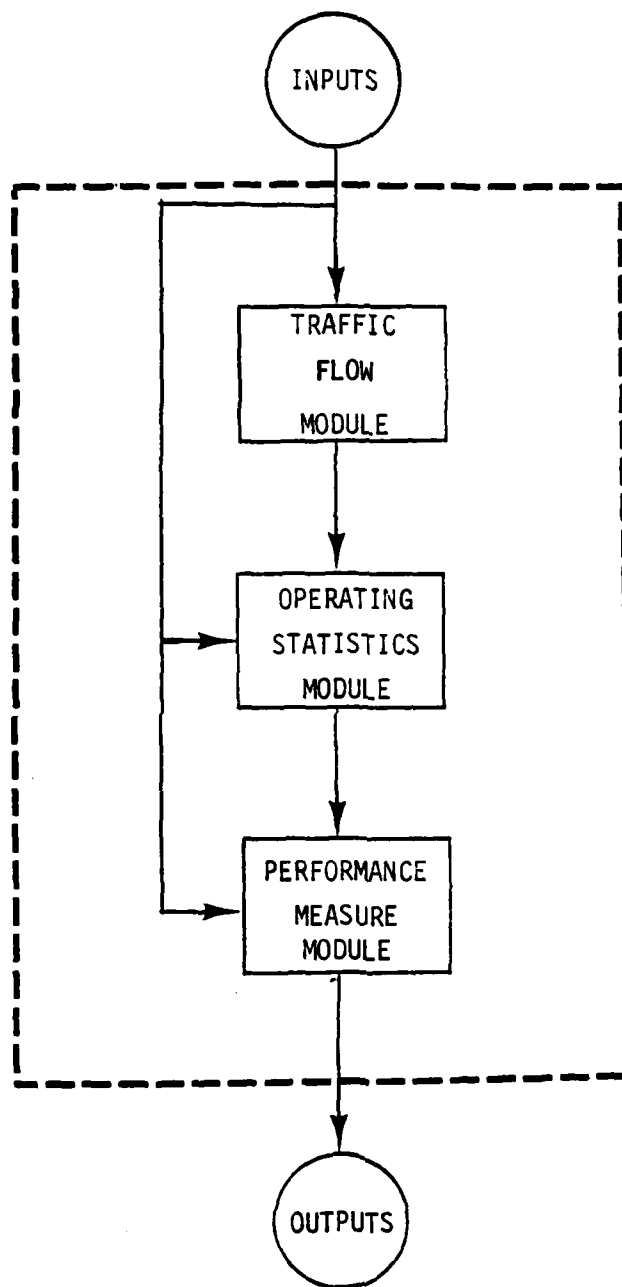 INPUTS
TRAFFIC
FLOW
MODULE
OPERATING
STATISTICS
MODULE
PERFORMANCE
MEASURE
MODULE
OUTPUTS